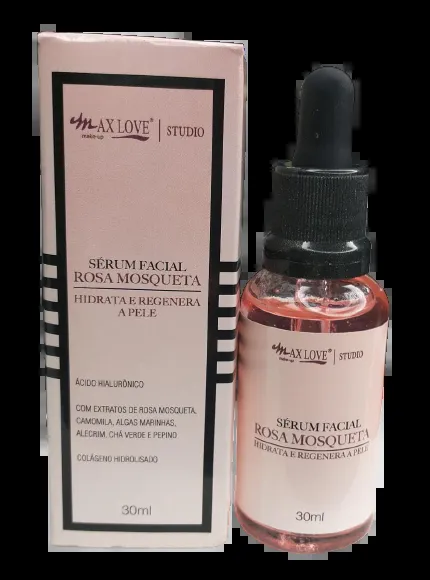 MAX LOVE® | STUDIO
make-up
SÉRUM FACIAL
ROSA MOSQUETA
HIDRATA E REGENERA
A PELE
ÁCIDO HIALURÔNICO
COM EXTRATOS DE ROSA MOSQUETA,
CAMOMILA, ALGAS MARINHAS,
ALECRIM, CHÁ VERDE E PEPINO
COLÁGENO HIDROLISADO
30ml
MAX LOVE® | STUDIO
make-up
SÉRUM FACIAL
ROSA MOSQUETA
HIDRATA E REGENERA A PELE
30ml